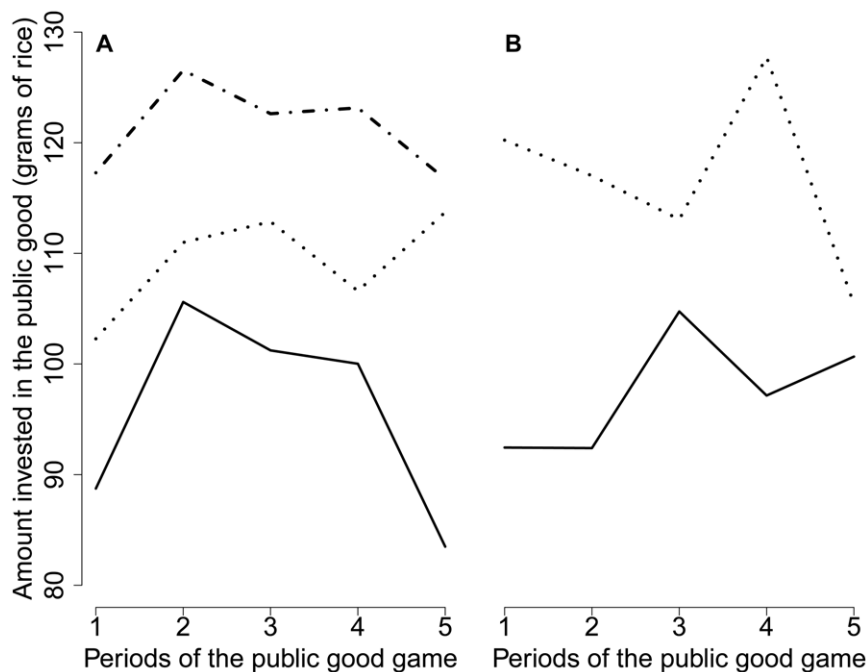 Amount invested in the public good (grams of rice)
130
120
110
100
90
80
A
B
1 2 3 4 5
1 2 3 4 5
Periods of the public good game
Periods of the public good game